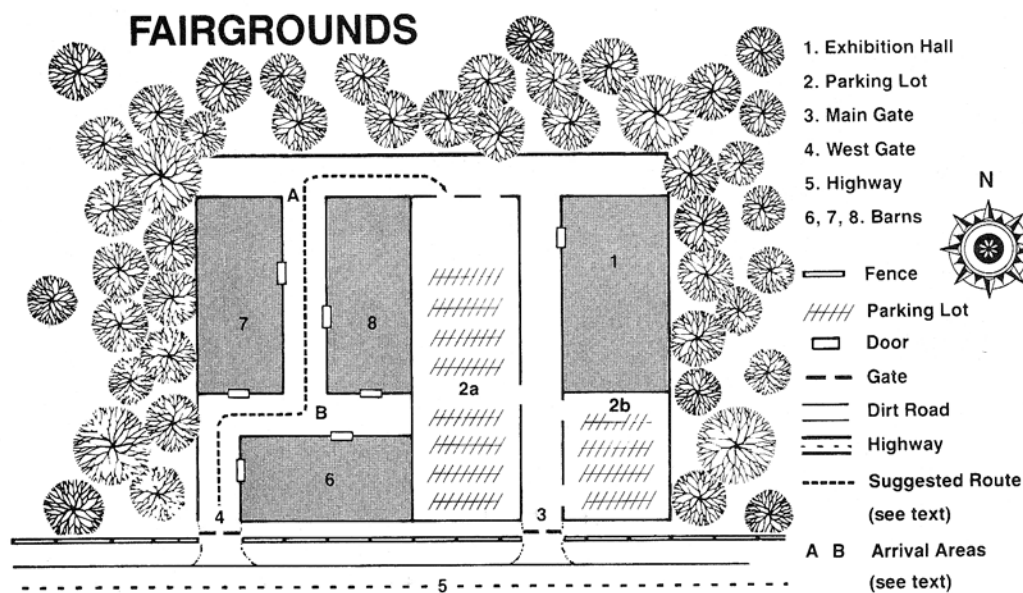 FAIRGROUNDS
1. Exhibition Hall
2. Parking Lot
3. Main Gate
4. West Gate
5. Highway
6, 7, 8. Barns
N
Fence
Parking Lot
Door
Gate
Dirt Road
Highway
Suggested Route
(see text)
A B Arrival Areas
(see text)
A
1
7
8
2a
2b
B
6
4
3
5